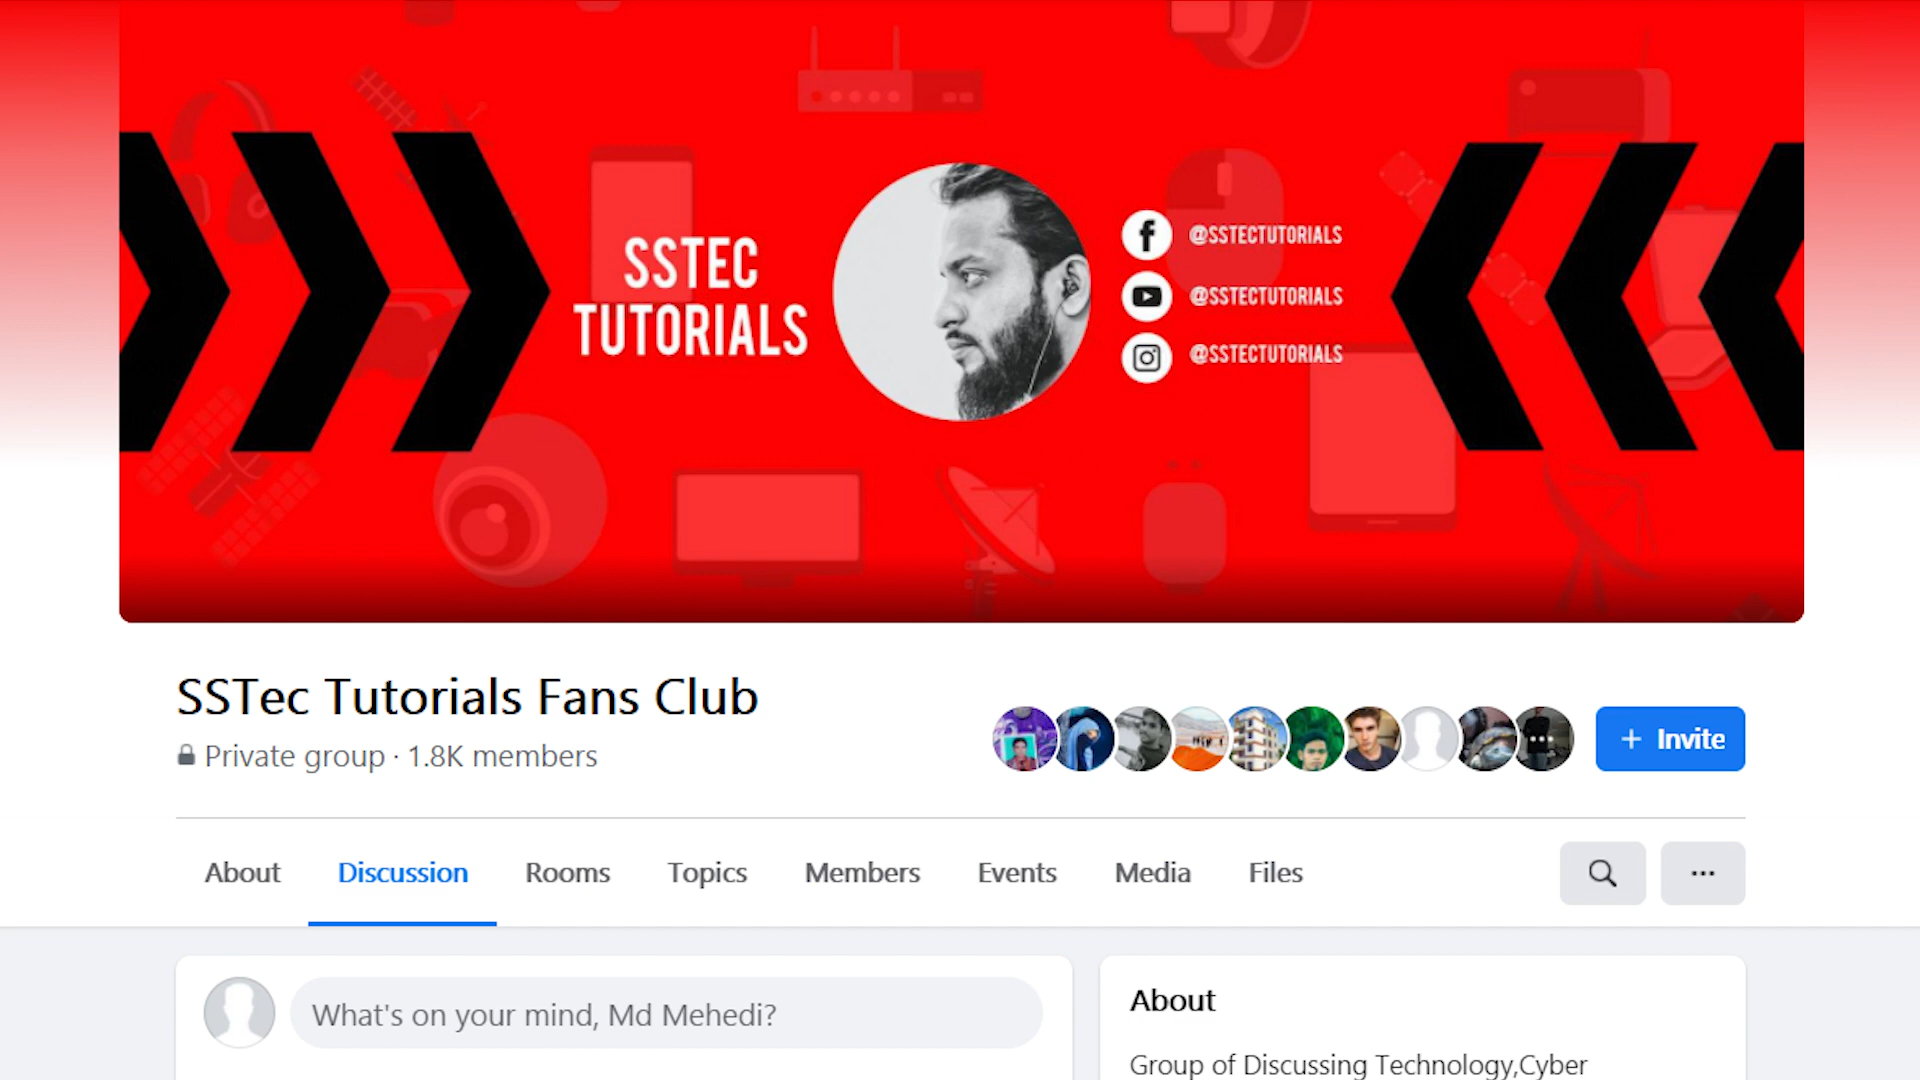 SSTEC
TUTORIALS
@SSTECTUTORIALS
@SSTECTUTORIALS
@SSTECTUTORIALS
SSTec Tutorials Fans Club
Private group · 1.8K members
+ Invite
About Discussion Rooms Topics Members Events Media Files
What's on your mind, Md Mehedi?
About
Group of Discussing Technology,Cyber